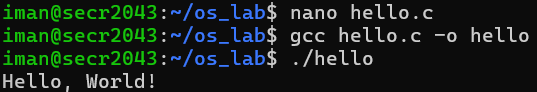 iman@secr2043:~/os_lab$ nano hello.c
iman@secr2043:~/os_lab$ gcc hello.c -o hello
iman@secr2043:~/os_lab$ ./hello
Hello, World!